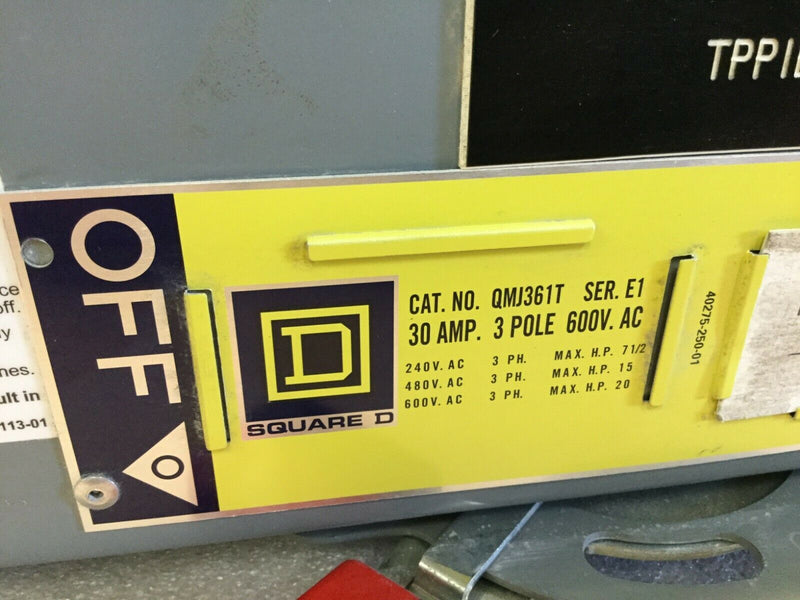 TPPI
OFF
O
D
SQUARE D
CAT. NO. QMJ361T SER. E1
30 AMP. 3 POLE 600V. AC
240V. AC 3 PH. MAX. H.P. 7 1/2
480V. AC 3 PH. MAX. H.P. 15
600V. AC 3 PH. MAX. H.P. 20
40275-250-01
ce
off.
y
nes.
ult in
113-01